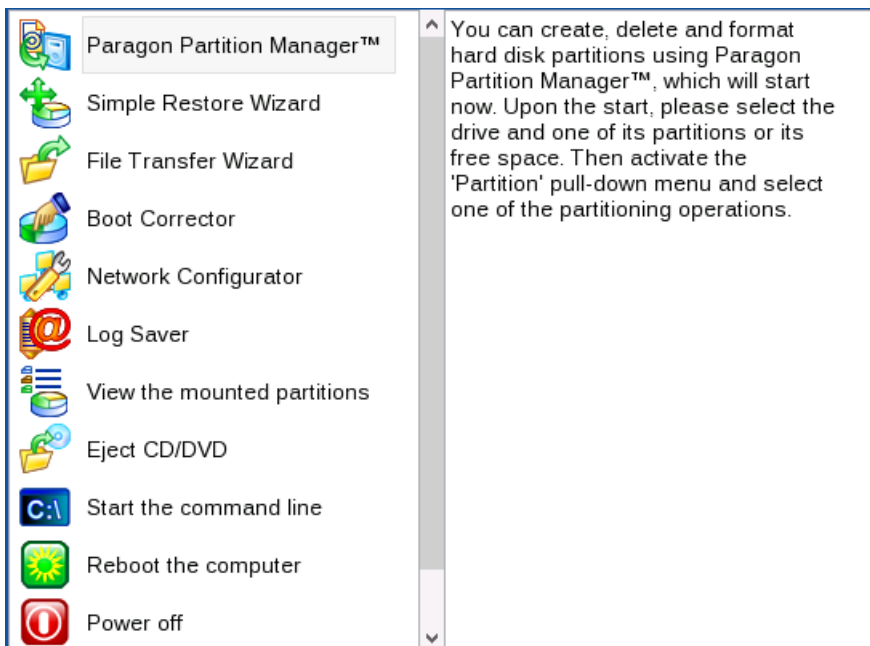 Paragon Partition Manager™
Simple Restore Wizard
File Transfer Wizard
Boot Corrector
Network Configurator
@
Log Saver
View the mounted partitions
Eject CD/DVD
C:\
Start the command line
Reboot the computer
Power off
You can create, delete and format
hard disk partitions using Paragon
Partition Manager™, which will start
now. Upon the start, please select the
drive and one of its partitions or its
free space. Then activate the
'Partition' pull-down menu and select
one of the partitioning operations.